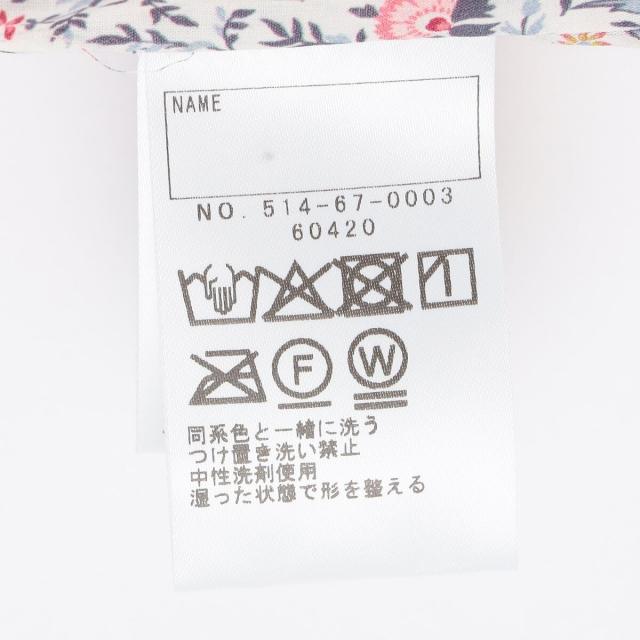 NAME
NO. 514-67-0003
60420
F W
同系色と一緒に洗う
つけ置き洗い禁止
中性洗剤使用
湿った状態で形を整える